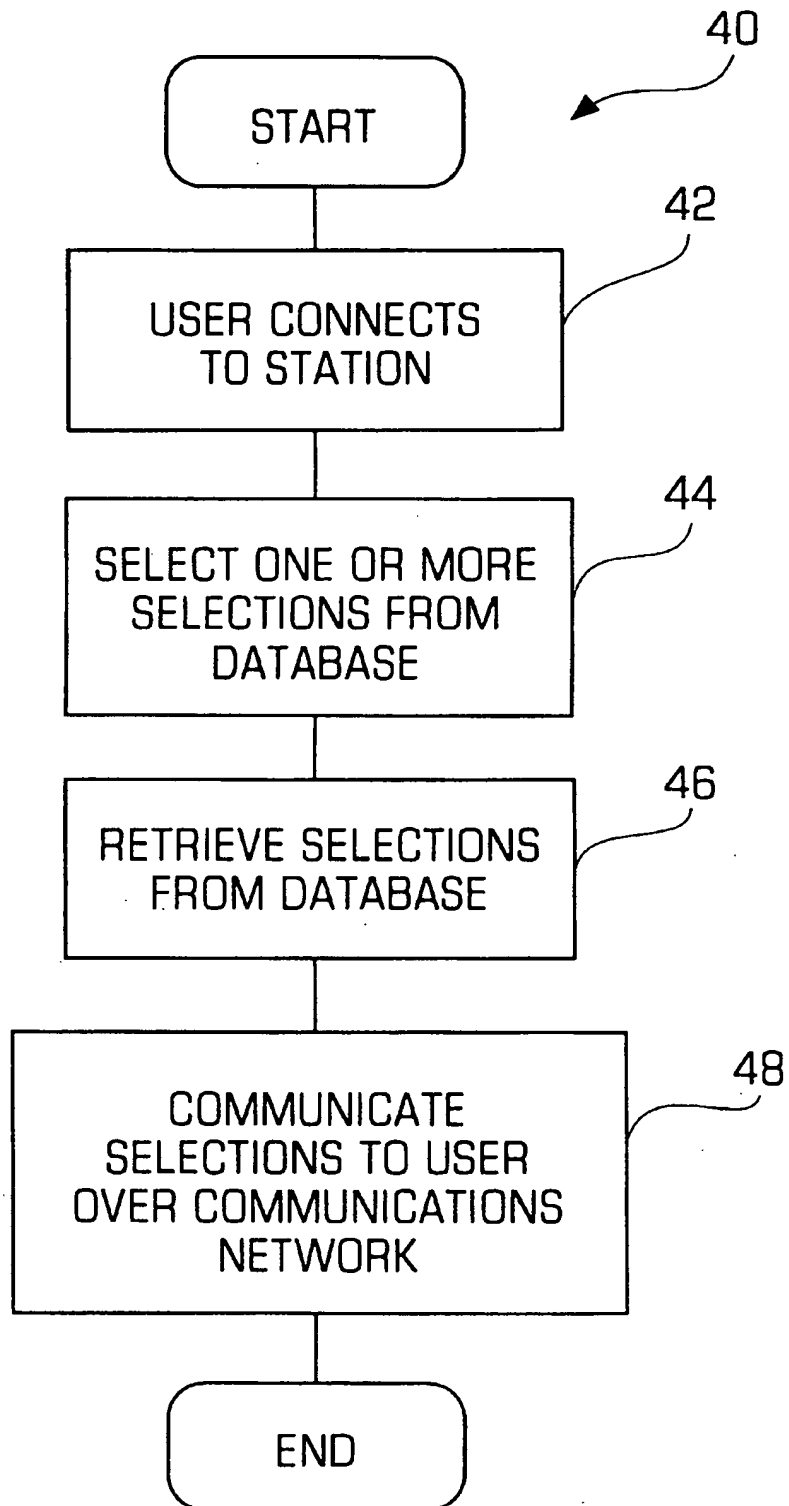 40
START
42
USER CONNECTS
TO STATION
44
SELECT ONE OR MORE
SELECTIONS FROM
DATABASE
46
RETRIEVE SELECTIONS
FROM DATABASE
48
COMMUNICATE
SELECTIONS TO USER
OVER COMMUNICATIONS
NETWORK
END